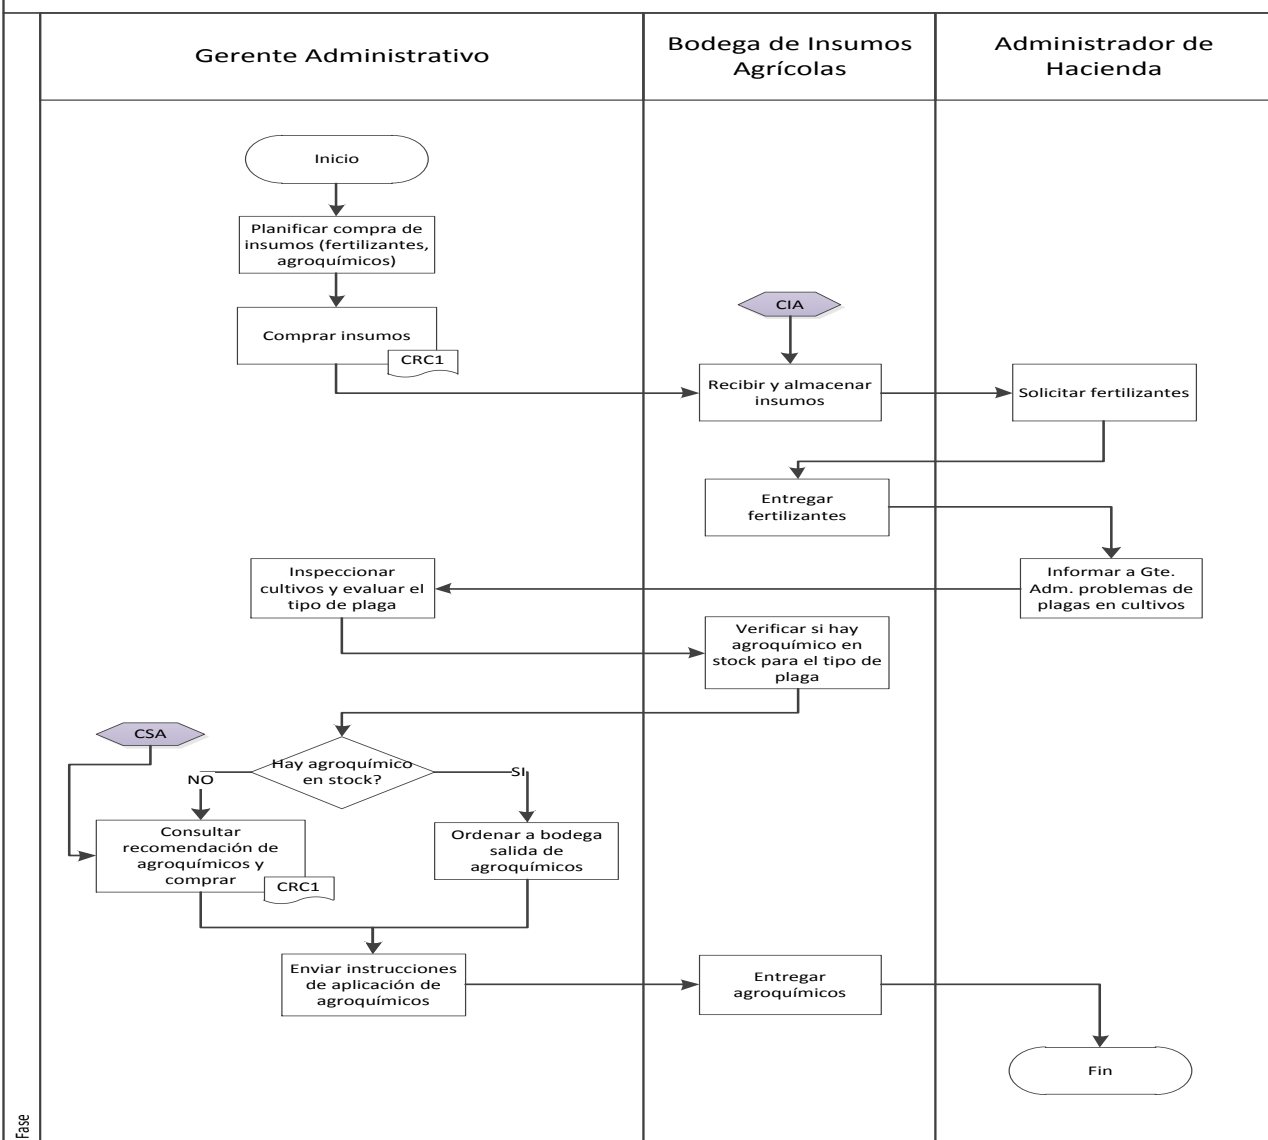 Gerente Administrativo
Bodega de Insumos
Agrícolas
Administrador de
Hacienda
Inicio
Planificar compra de
insumos (fertilizantes,
agroquímicos)
CIA
Comprar insumos
CRC1
Recibir y almacenar
insumos
Solicitar fertilizantes
Entregar
fertilizantes
Inspeccionar
cultivos y evaluar el
tipo de plaga
Informar a Gte.
Adm. problemas de
plagas en cultivos
Verificar si hay
agroquímico en
stock para el tipo de
plaga
CSA
Hay agroquímico
en stock?
NO
SI
Consultar
recomendación de
agroquímicos y
comprar
CRC1
Ordenar a bodega
salida de
agroquímicos
Enviar instrucciones
de aplicación de
agroquímicos
Entregar
agroquímicos
Fin
Fase